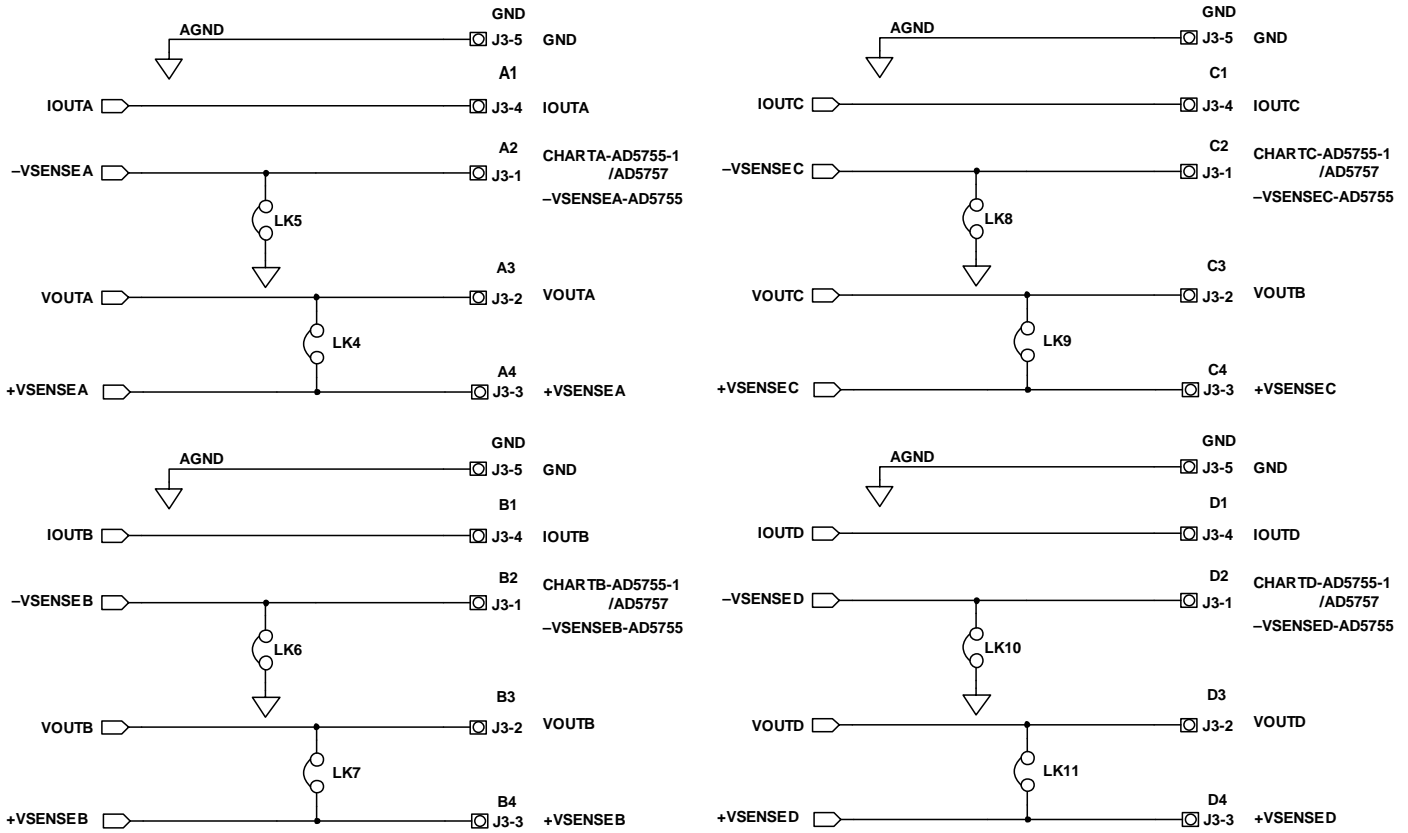 GND
AGND
J3-5 GND
A1
IOUTA
J3-4 IOUTA
A2
–VSENSEA
J3-1
CHARTA-AD5755-1
/AD5757
–VSENSEA-AD5755
LK5
A3
VOUTA
J3-2 VOUTA
LK4
A4
+VSENSEA
J3-3 +VSENSEA
GND
AGND
J3-5 GND
B1
IOUTB
J3-4 IOUTB
B2
–VSENSEB
J3-1
CHARTB-AD5755-1
/AD5757
–VSENSEB-AD5755
LK6
B3
VOUTB
J3-2 VOUTB
LK7
B4
+VSENSEB
J3-3 +VSENSEB
GND
AGND
J3-5 GND
C1
IOUTC
J3-4 IOUTC
C2
–VSENSEC
J3-1
CHARTC-AD5755-1
/AD5757
–VSENSEC-AD5755
LK8
C3
VOUTC
J3-2 VOUTB
LK9
C4
+VSENSEC
J3-3 +VSENSEC
GND
AGND
J3-5 GND
D1
IOUTD
J3-4 IOUTD
D2
–VSENSED
J3-1
CHARTD-AD5755-1
/AD5757
–VSENSED-AD5755
LK10
D3
VOUTD
J3-2 VOUTD
LK11
D4
+VSENSED
J3-3 +VSENSED